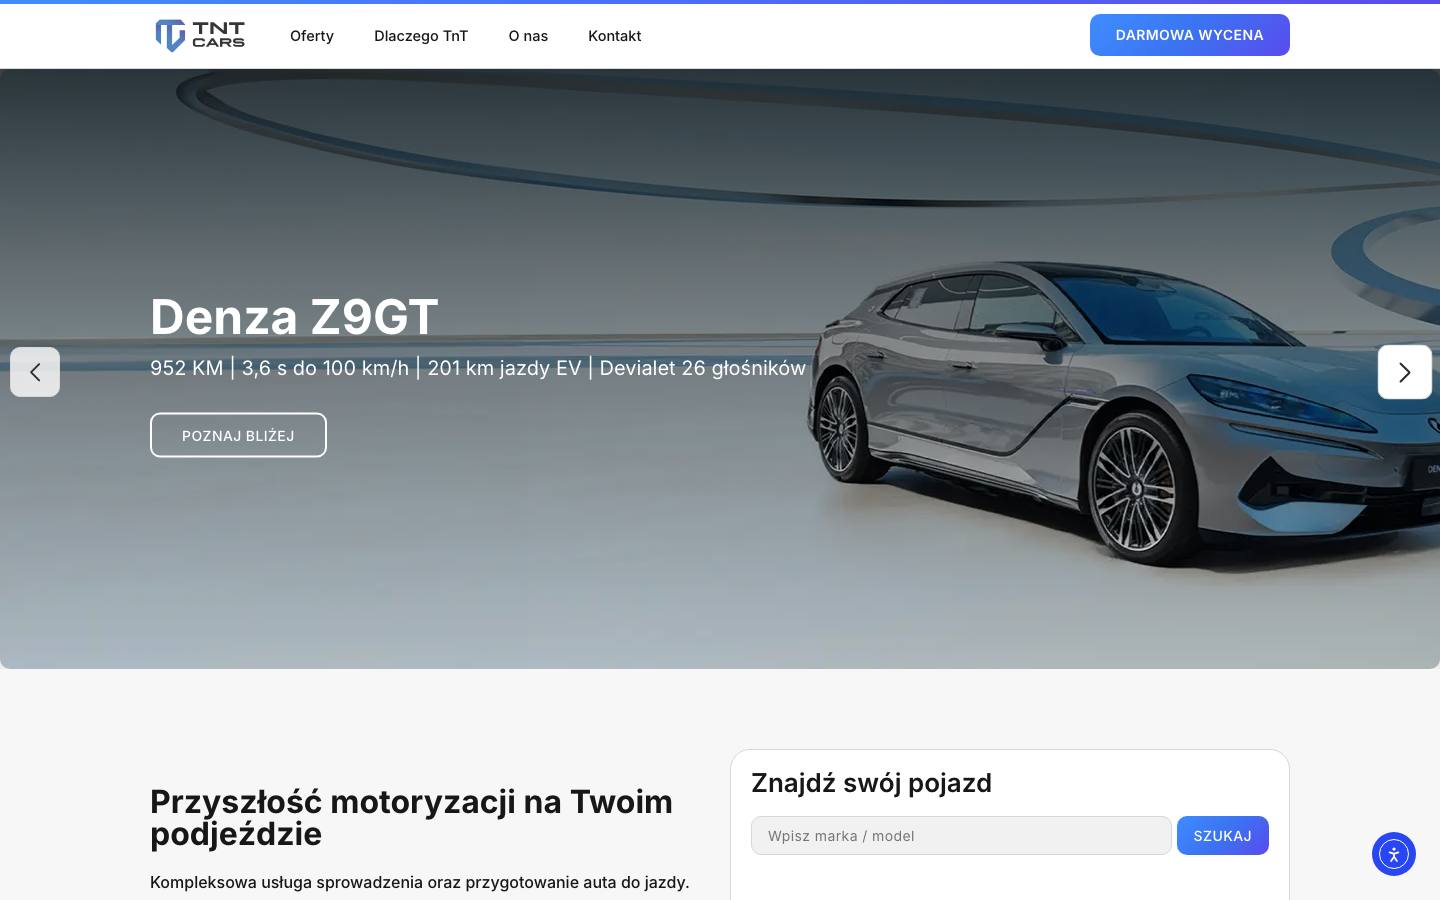 TNT
CARS
Oferty
Dlaczego TnT
O nas
Kontakt
DARMOWA WYCENA
Denza Z9GT
952 KM | 3,6 s do 100 km/h | 201 km jazdy EV | Devialet 26 głośników
POZNAJ BLIŻEJ
Przyszłość motoryzacji na Twoim
podjeździe
Kompleksowa usługa sprowadzenia oraz przygotowanie auta do jazdy.
Znajdź swój pojazd
Wpisz marka / model
SZUKAJ